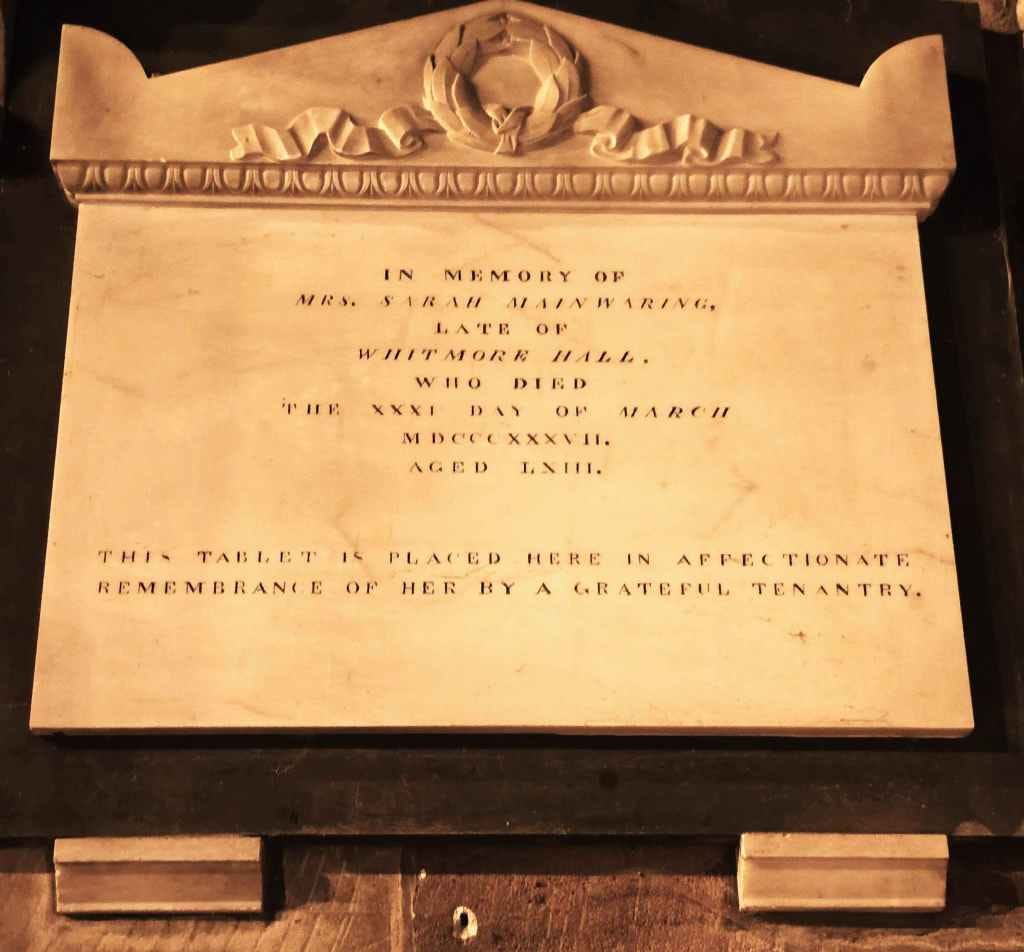 IN MEMORY OF
MRS. SARAH MAINWARING,
LATE OF
WHITMORE HALL.
WHO DIED
THE XXXI DAY OF MARCH
MDCCCXXXVII.
AGED LXIII.
THIS TABLET IS PLACED HERE IN AFFECTIONATE
REMEMBRANCE OF HER BY A GRATEFUL TENANTRY.